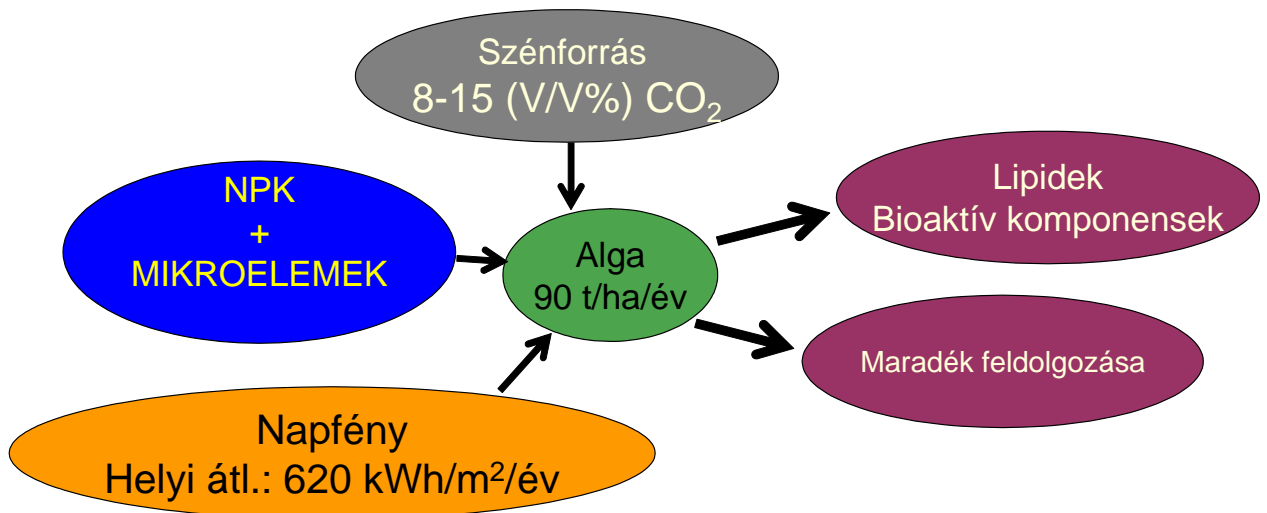 Szénforrás
8-15 (V/V%) CO₂
NPK
+
MIKROELEMEK
Alga
90 t/ha/év
Lipidek
Bioaktív komponensek
Maradék feldolgozása
Napfény
Helyi átl.: 620 kWh/m²/év